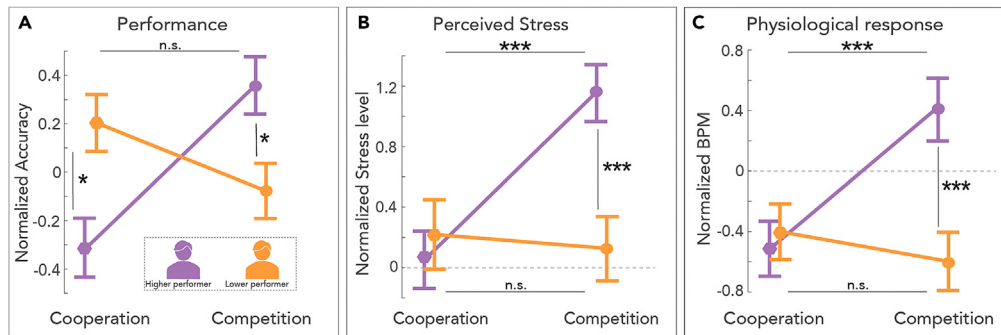 A Performance
n.s.
Normalized Accuracy
0.4
0.2
0
-0.2
-0.4
*
*
Higher performer
Lower performer
Cooperation
Competition
B Perceived Stress
***
Normalized Stress level
1.2
0.8
0.4
0
***
n.s.
Cooperation
Competition
C Physiological response
***
Normalized BPM
0.8
0.4
0
-0.4
-0.8
***
n.s.
Cooperation
Competition